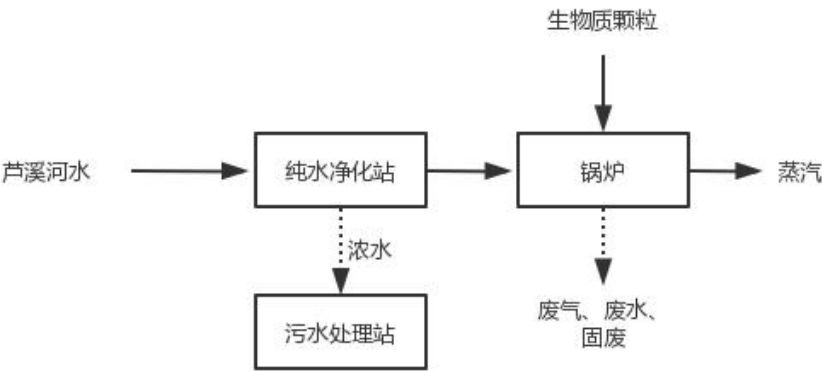 生物质颗粒
芦溪河水
纯水净化站
锅炉
蒸汽
浓水
污水处理站
废气、废水、
固废